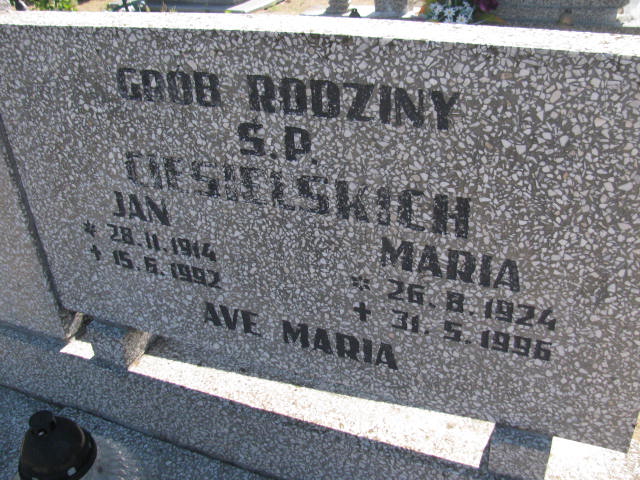 GRÓB RODZINY
Ś.P.
CIESIELSKICH
JAN
* 28.11.1914
+ 15.6.1992
MARIA
* 26.8.1924
+ 31.5.1996
AVE MARIA